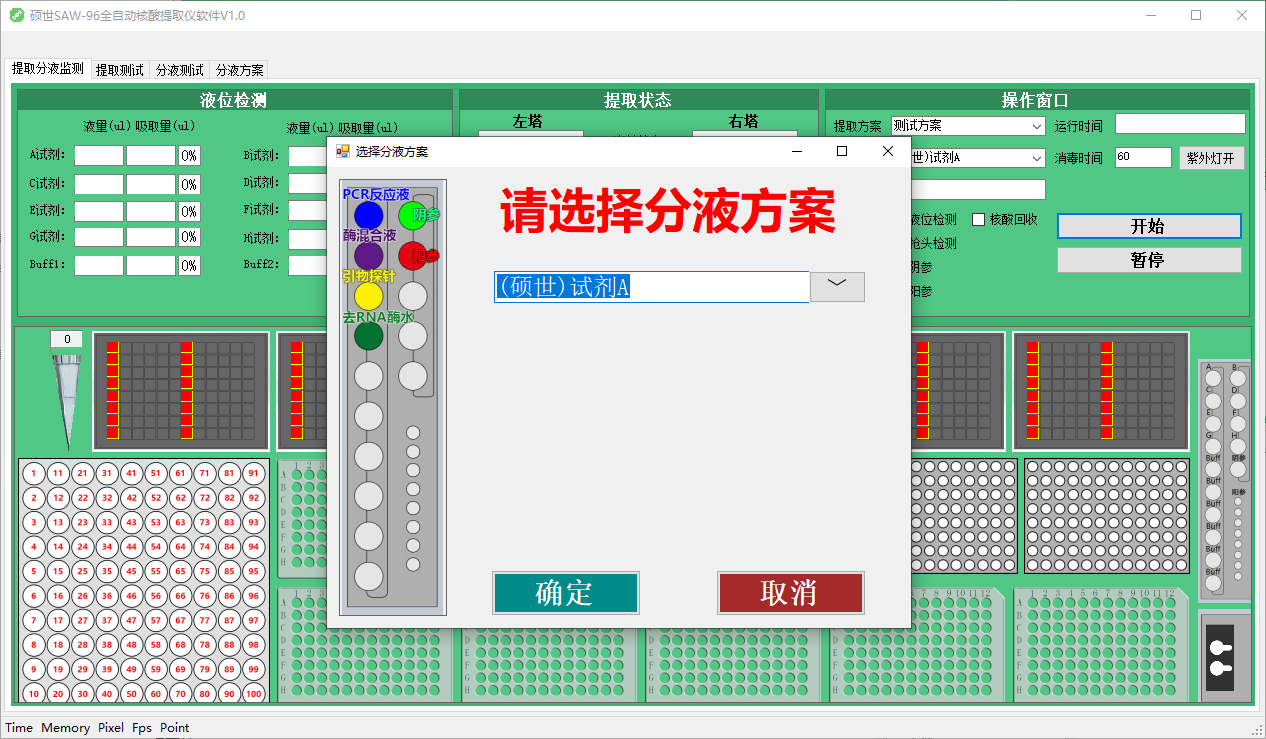 硕世SAW-96全自动核酸提取仪软件V1.0
提取分液监测 提取测试 分液测试 分液方案
液位检测
液量(ul) 吸取量(ul) 液量(ul) 吸取量(ul)
A试剂: 0% B试剂:
C试剂: 0% D试剂:
E试剂: 0% F试剂:
G试剂: 0% H试剂:
Buff1: 0% Buff2:
提取状态
左塔 右塔
操作窗口
提取方案 测试方案 运行时间
世)试剂A 消毒时间 60 紫外灯开
液位检测 核酸回收
枪头检测
阴参
阳参
开始
暂停
选择分液方案
PCR反应液
阴参
酶混合液
阳参
引物探针
去RNA酶水
请选择分液方案
(硕世)试剂A
确定 取消
0
1 11 21 31 41 51 61 71 81 91
2 12 22 32 42 52 62 72 82 92
3 13 23 33 43 53 63 73 83 93
4 14 24 34 44 54 64 74 84 94
5 15 25 35 45 55 65 75 85 95
6 16 26 36 46 56 66 76 86 96
7 17 27 37 47 57 67 77 87 97
8 18 28 38 48 58 68 78 88 98
9 19 29 39 49 59 69 79 89 99
10 20 30 40 50 60 70 80 90 100
1 2 3
A
B
C
D
E
F
G
H
1 2 3
A
B
C
D
E
F
G
H
A
B
C
D
E
F
G
H
A
B
C
D
E
F
G
H
7 8 9 10 11 12
A
B
C
D
E
F
G
H
1 2 3 4 5 6 7 8 9 10 11 12
A
B
C
D
E
F
G
H
A B
C D
E F
G H
Buff 阴参
Buff
Buff 阳参
Buff
Buff
Buff
Time Memory Pixel Fps Point